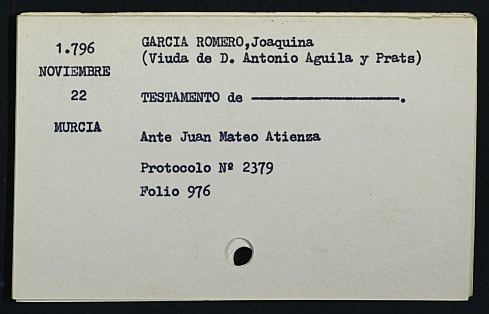 1.796
NOVIEMBRE
22
MURCIA
GARCIA ROMERO,Joaquina
(Viuda de D. Antonio Aguila y Prats)
TESTAMENTO de ————————.
Ante Juan Mateo Atienza
Protocolo Nº 2379
Folio 976